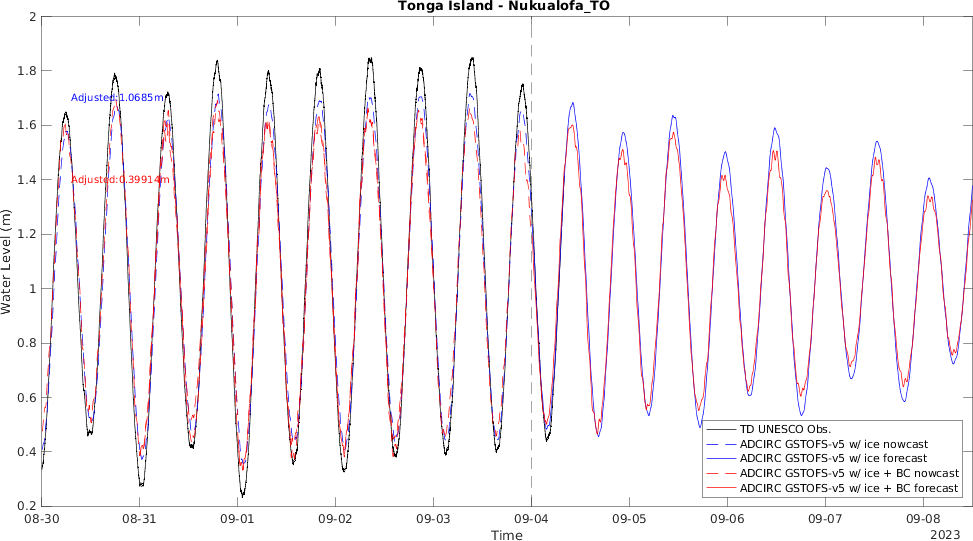 Tonga Island - Nukualofa_TO
2
1.8
1.6
1.4
1.2
1
0.8
0.6
0.4
0.2
Water Level (m)
Adjusted:1.0685m
Adjusted:0.39914m
TD UNESCO Obs.
ADCIRC GSTOFS-v5 w/ ice nowcast
ADCIRC GSTOFS-v5 w/ ice forecast
ADCIRC GSTOFS-v5 w/ ice + BC nowcast
ADCIRC GSTOFS-v5 w/ ice + BC forecast
08-30 08-31 09-01 09-02 09-03 09-04 09-05 09-06 09-07 09-08
Time
2023